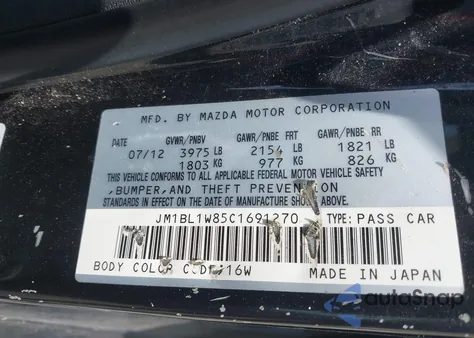 MFD. BY MAZDA MOTOR CORPORATION
DATE GVWR/PNBV GAWR/PNBE FRT GAWR/PNBE RR
07/12 3975 LB 2154 LB 1821 LB
1803 KG 977 KG 826 KG
THIS VEHICLE CONFORMS TO ALL APPLICABLE FEDERAL MOTOR VEHICLE SAFETY
,BUMPER,AND THEFT PREVENTION
STANDARDS IN EFFECT ON THE DATE OF MANUFACTURE SHOWN ABOVE
JM1BL1W85C1691270 TYPE:PASS CAR
BODY COLOR CODE:16W MADE IN JAPAN
autoSnap